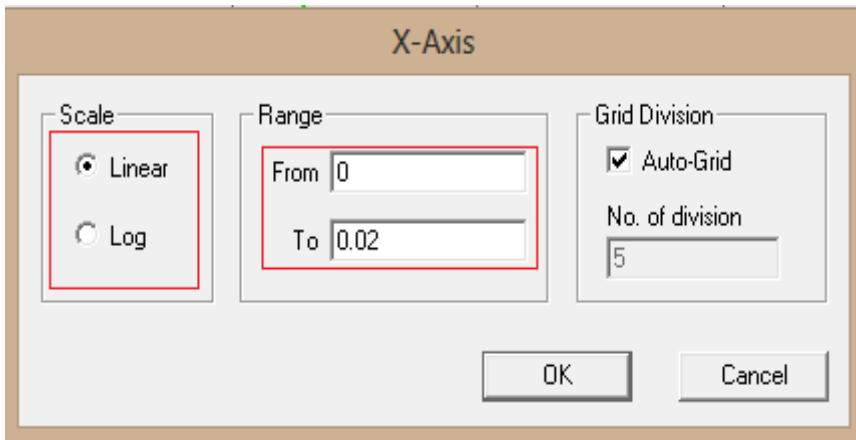 X-Axis
Scale
Linear
Log
Range
From 0
To 0.02
Grid Division
Auto-Grid
No. of division
5
OK
Cancel